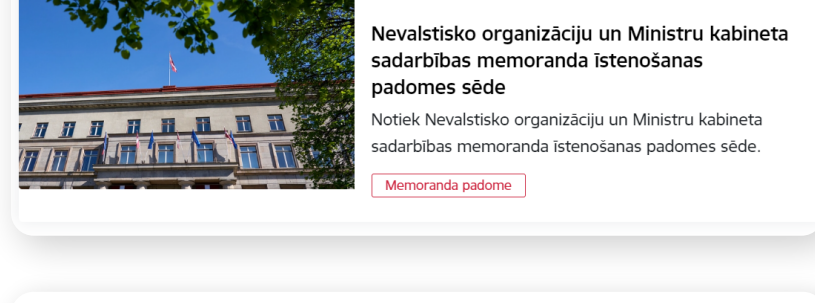 Nevalstisko organizāciju un Ministru kabineta
sadarbības memoranda īstenošanas
padomes sēde
Notiek Nevalstisko organizāciju un Ministru kabineta
sadarbības memoranda īstenošanas padomes sēde.
Memoranda padome